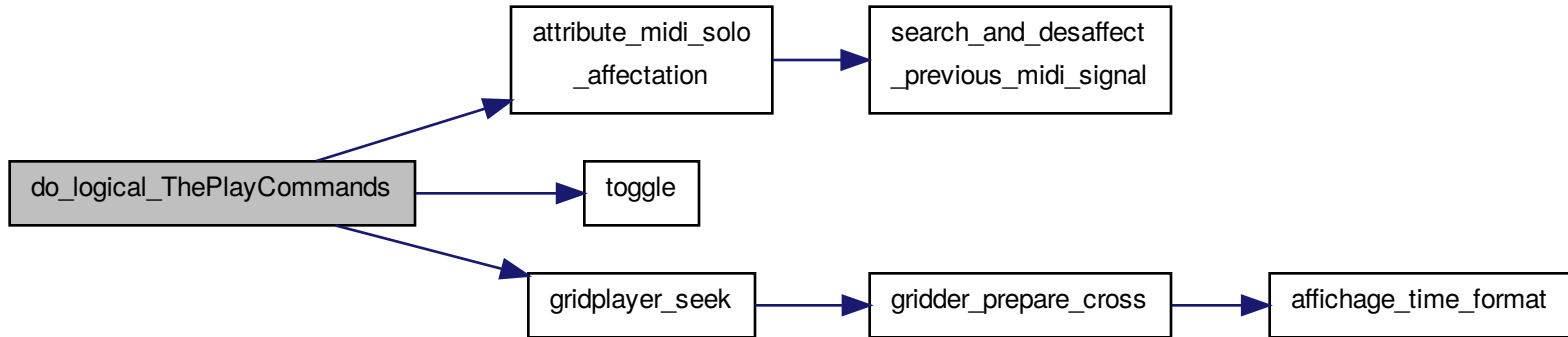 attribute_midi_solo
_affectation
search_and_desaffect
_previous_midi_signal
do_logical_ThePlayCommands
toggle
gridplayer_seek
gridder_prepare_cross
affichage_time_format